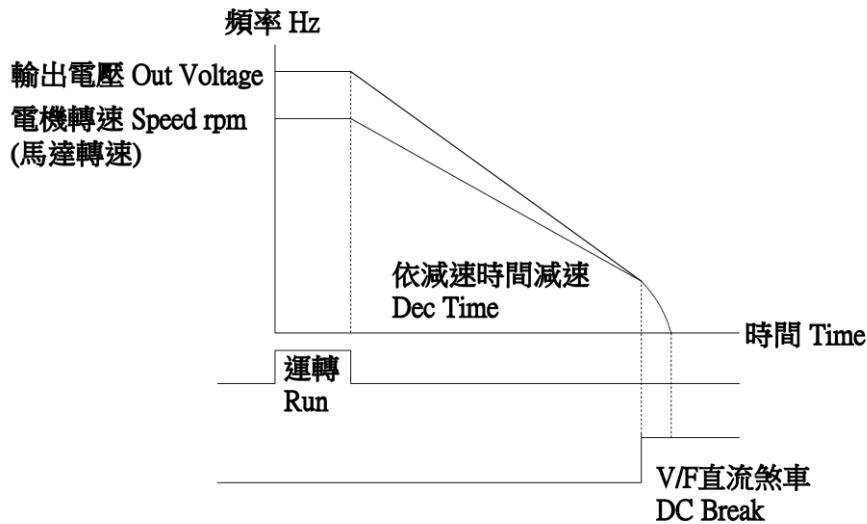 頻率 Hz
輸出電壓 Out Voltage
電機轉速 Speed rpm
(馬達轉速)
依減速時間減速
Dec Time
時間 Time
運轉
Run
V/F直流煞車
DC Break